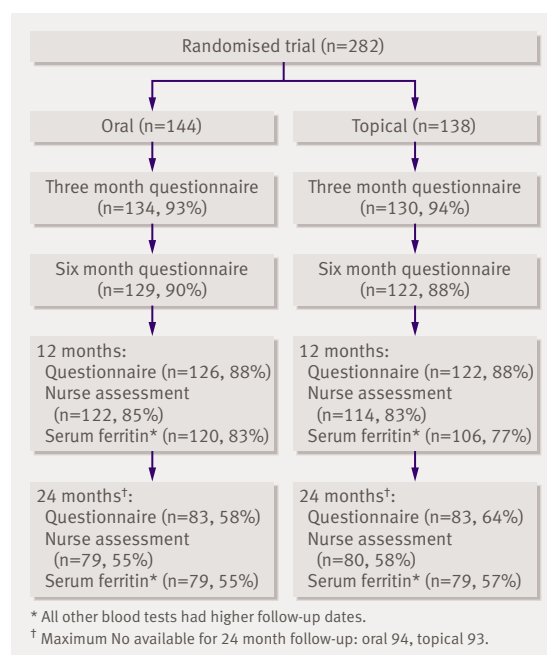 Randomised trial (n=282)
Oral (n=144)
Topical (n=138)
Three month questionnaire
(n=134, 93%)
Three month questionnaire
(n=130, 94%)
Six month questionnaire
(n=129, 90%)
Six month questionnaire
(n=122, 88%)
12 months:
Questionnaire (n=126, 88%)
Nurse assessment
(n=122, 85%)
Serum ferritin* (n=120, 83%)
12 months:
Questionnaire (n=122, 88%)
Nurse assessment
(n=114, 83%)
Serum ferritin* (n=106, 77%)
24 months†:
Questionnaire (n=83, 58%)
Nurse assessment
(n=79, 55%)
Serum ferritin* (n=79, 55%)
24 months†:
Questionnaire (n=83, 64%)
Nurse assessment
(n=80, 58%)
Serum ferritin* (n=79, 57%)
* All other blood tests had higher follow-up dates.
† Maximum No available for 24 month follow-up: oral 94, topical 93.